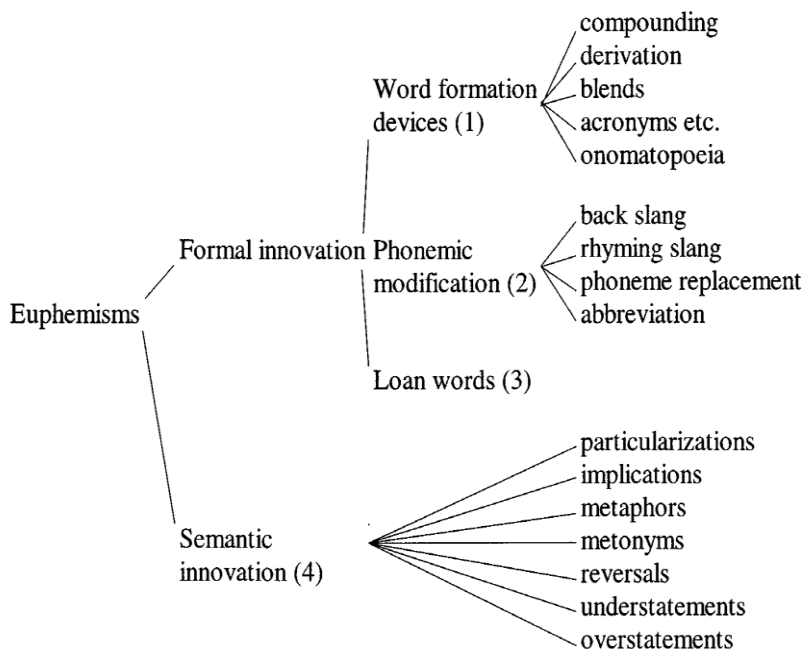 compounding
derivation
Word formation
blends
devices (1)
acronyms etc.
onomatopoeia
back slang
Formal innovation
Phonemic
rhyming slang
modification (2)
phoneme replacement
Euphemisms
abbreviation
Loan words (3)
particularizations
implications
metaphors
Semantic
metonyms
innovation (4)
reversals
understatements
overstatements